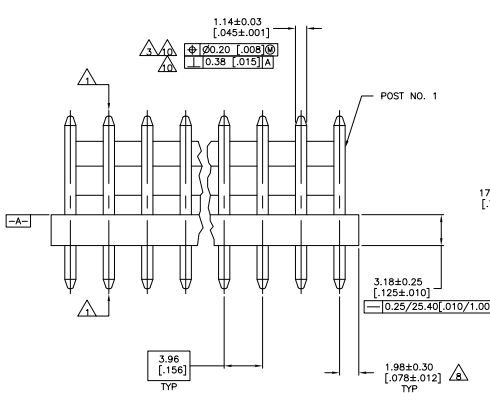 1.14±0.03
[.045±.001]
3 10 ⌖ Ø0.20 [.008]Ⓜ
10 ⊥ 0.38 [.015] A
1
POST NO. 1
17
[.
-A-
3.18±0.25
[.125±.010]
— 0.25/25.40[.010/1.00
1
3.96
[.156]
TYP
1.98±0.30
[.078±.012] 8
TYP